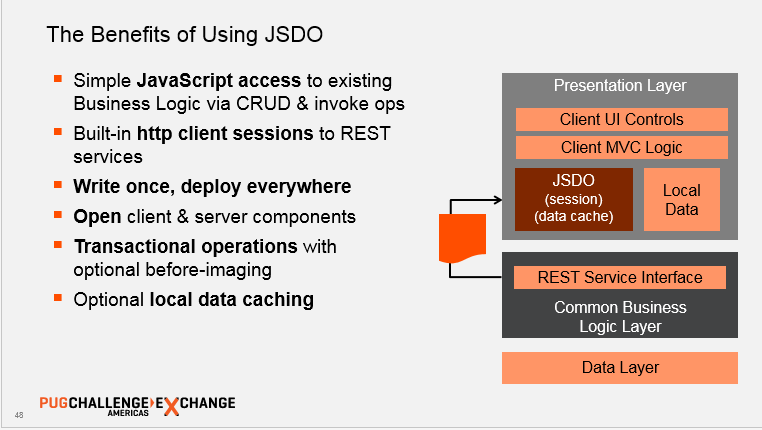 The Benefits of Using JSDO
Simple JavaScript access to existing
Business Logic via CRUD & invoke ops
Built-in http client sessions to REST
services
Write once, deploy everywhere
Open client & server components
Transactional operations with
optional before-imaging
Optional local data caching
Presentation Layer
Client UI Controls
Client MVC Logic
JSDO
(session)
(data cache)
Local
Data
REST Service Interface
Common Business
Logic Layer
Data Layer
48
PUGCHALLENGE EXCHANGE
AMERICAS